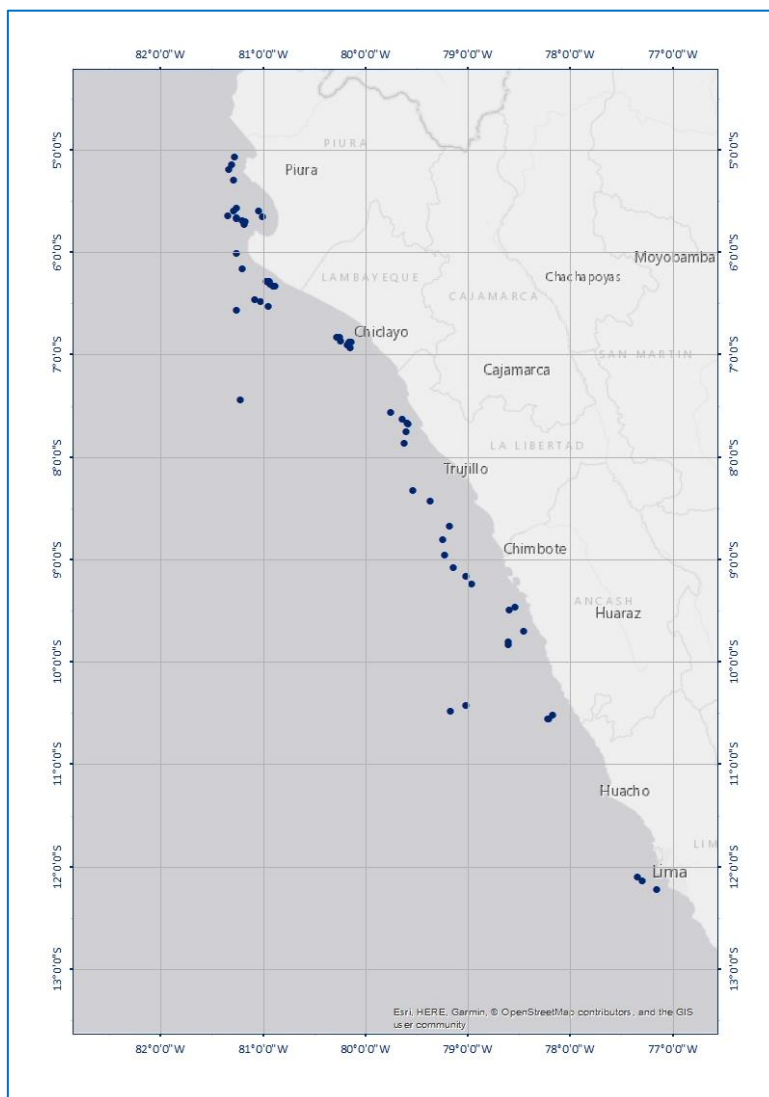 82°0'0"W 81°0'0"W 80°0'0"W 79°0'0"W 78°0'0"W 77°0'0"W
5°0'0"S
5°0'0"S
PIURA
Piura
6°0'0"S
6°0'0"S
Moyobamba
LAMBAYEQUE
Chachapoyas
CAJAMARCA
Chiclayo
7°0'0"S
7°0'0"S
SAN MARTIN
Cajamarca
LA LIBERTAD
8°0'0"S
8°0'0"S
Trujillo
Chimbote
9°0'0"S
9°0'0"S
ANCASH
Huaraz
10°0'0"S
10°0'0"S
11°0'0"S
11°0'0"S
Huacho
LIM
12°0'0"S
12°0'0"S
Lima
13°0'0"S
13°0'0"S
Esri, HERE, Garmin, © OpenStreetMap contributors, and the GIS
user community
82°0'0"W 81°0'0"W 80°0'0"W 79°0'0"W 78°0'0"W 77°0'0"W